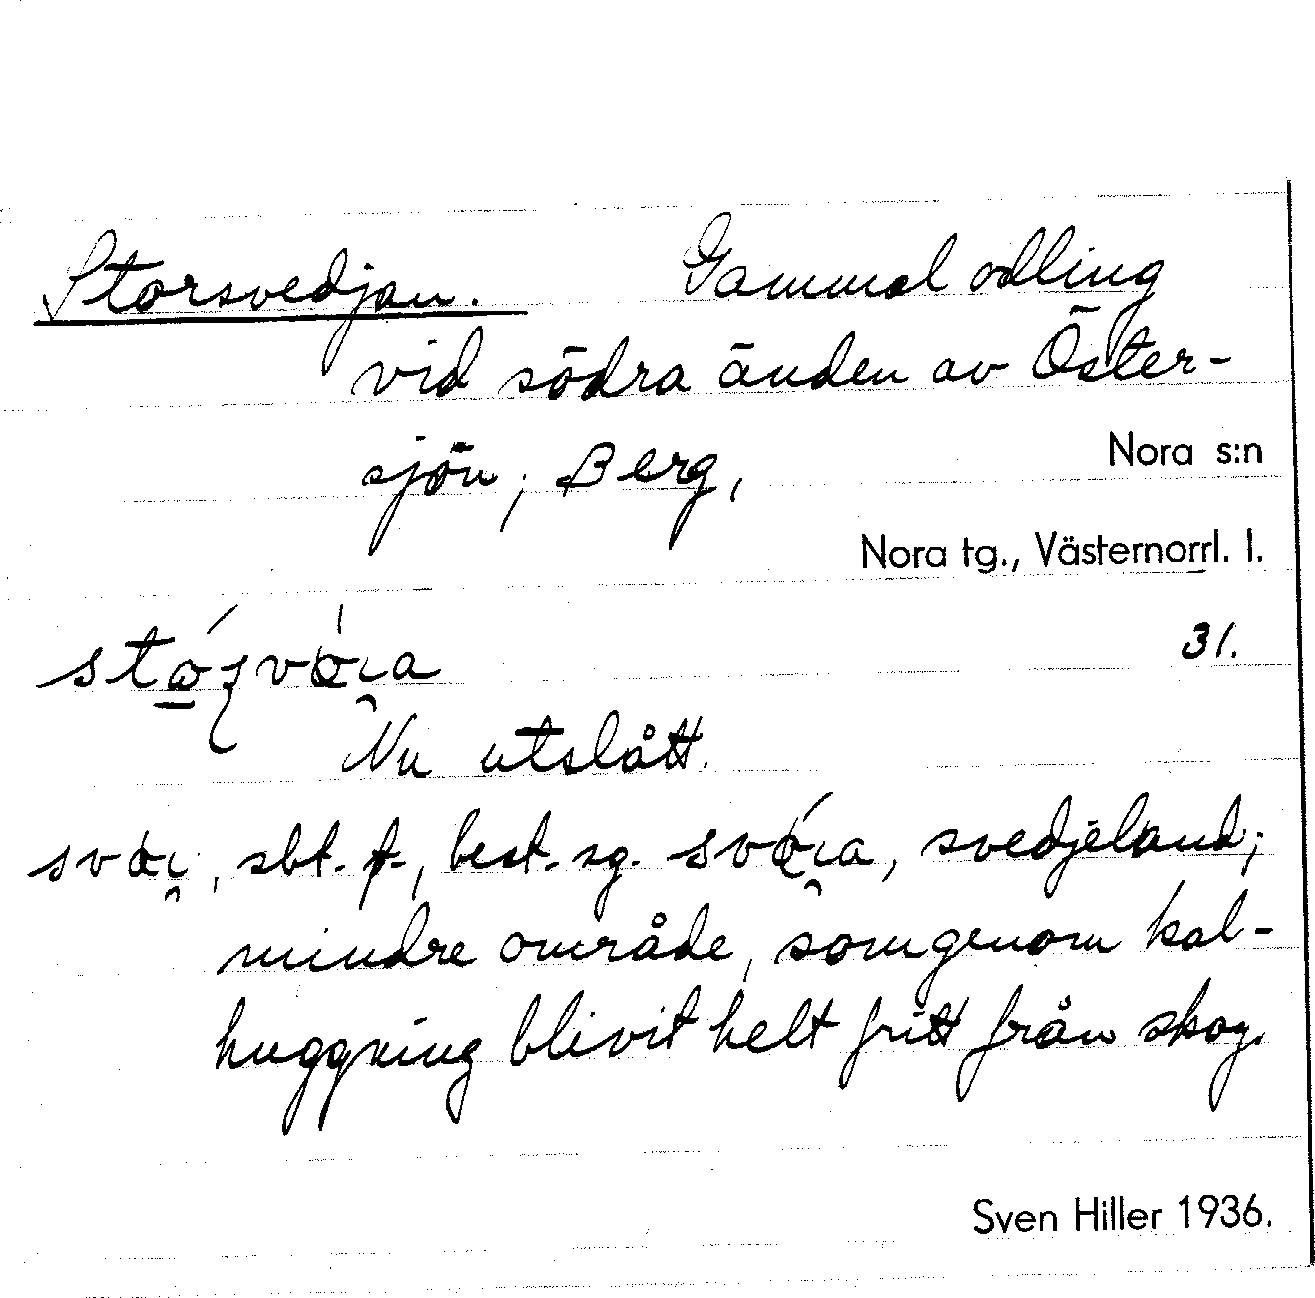 Storsvedjan. Gammal odling
vid södra änden av Öster-
sjön, Berg,
Nora s:n
Nora tg., Västernorrl. l.
31.
Nu utslått.
sbt. f., best. sg. svedjeland;
mindre område, som genom kal-
huggning blivit helt fritt från skog.
Sven Hiller 1936.